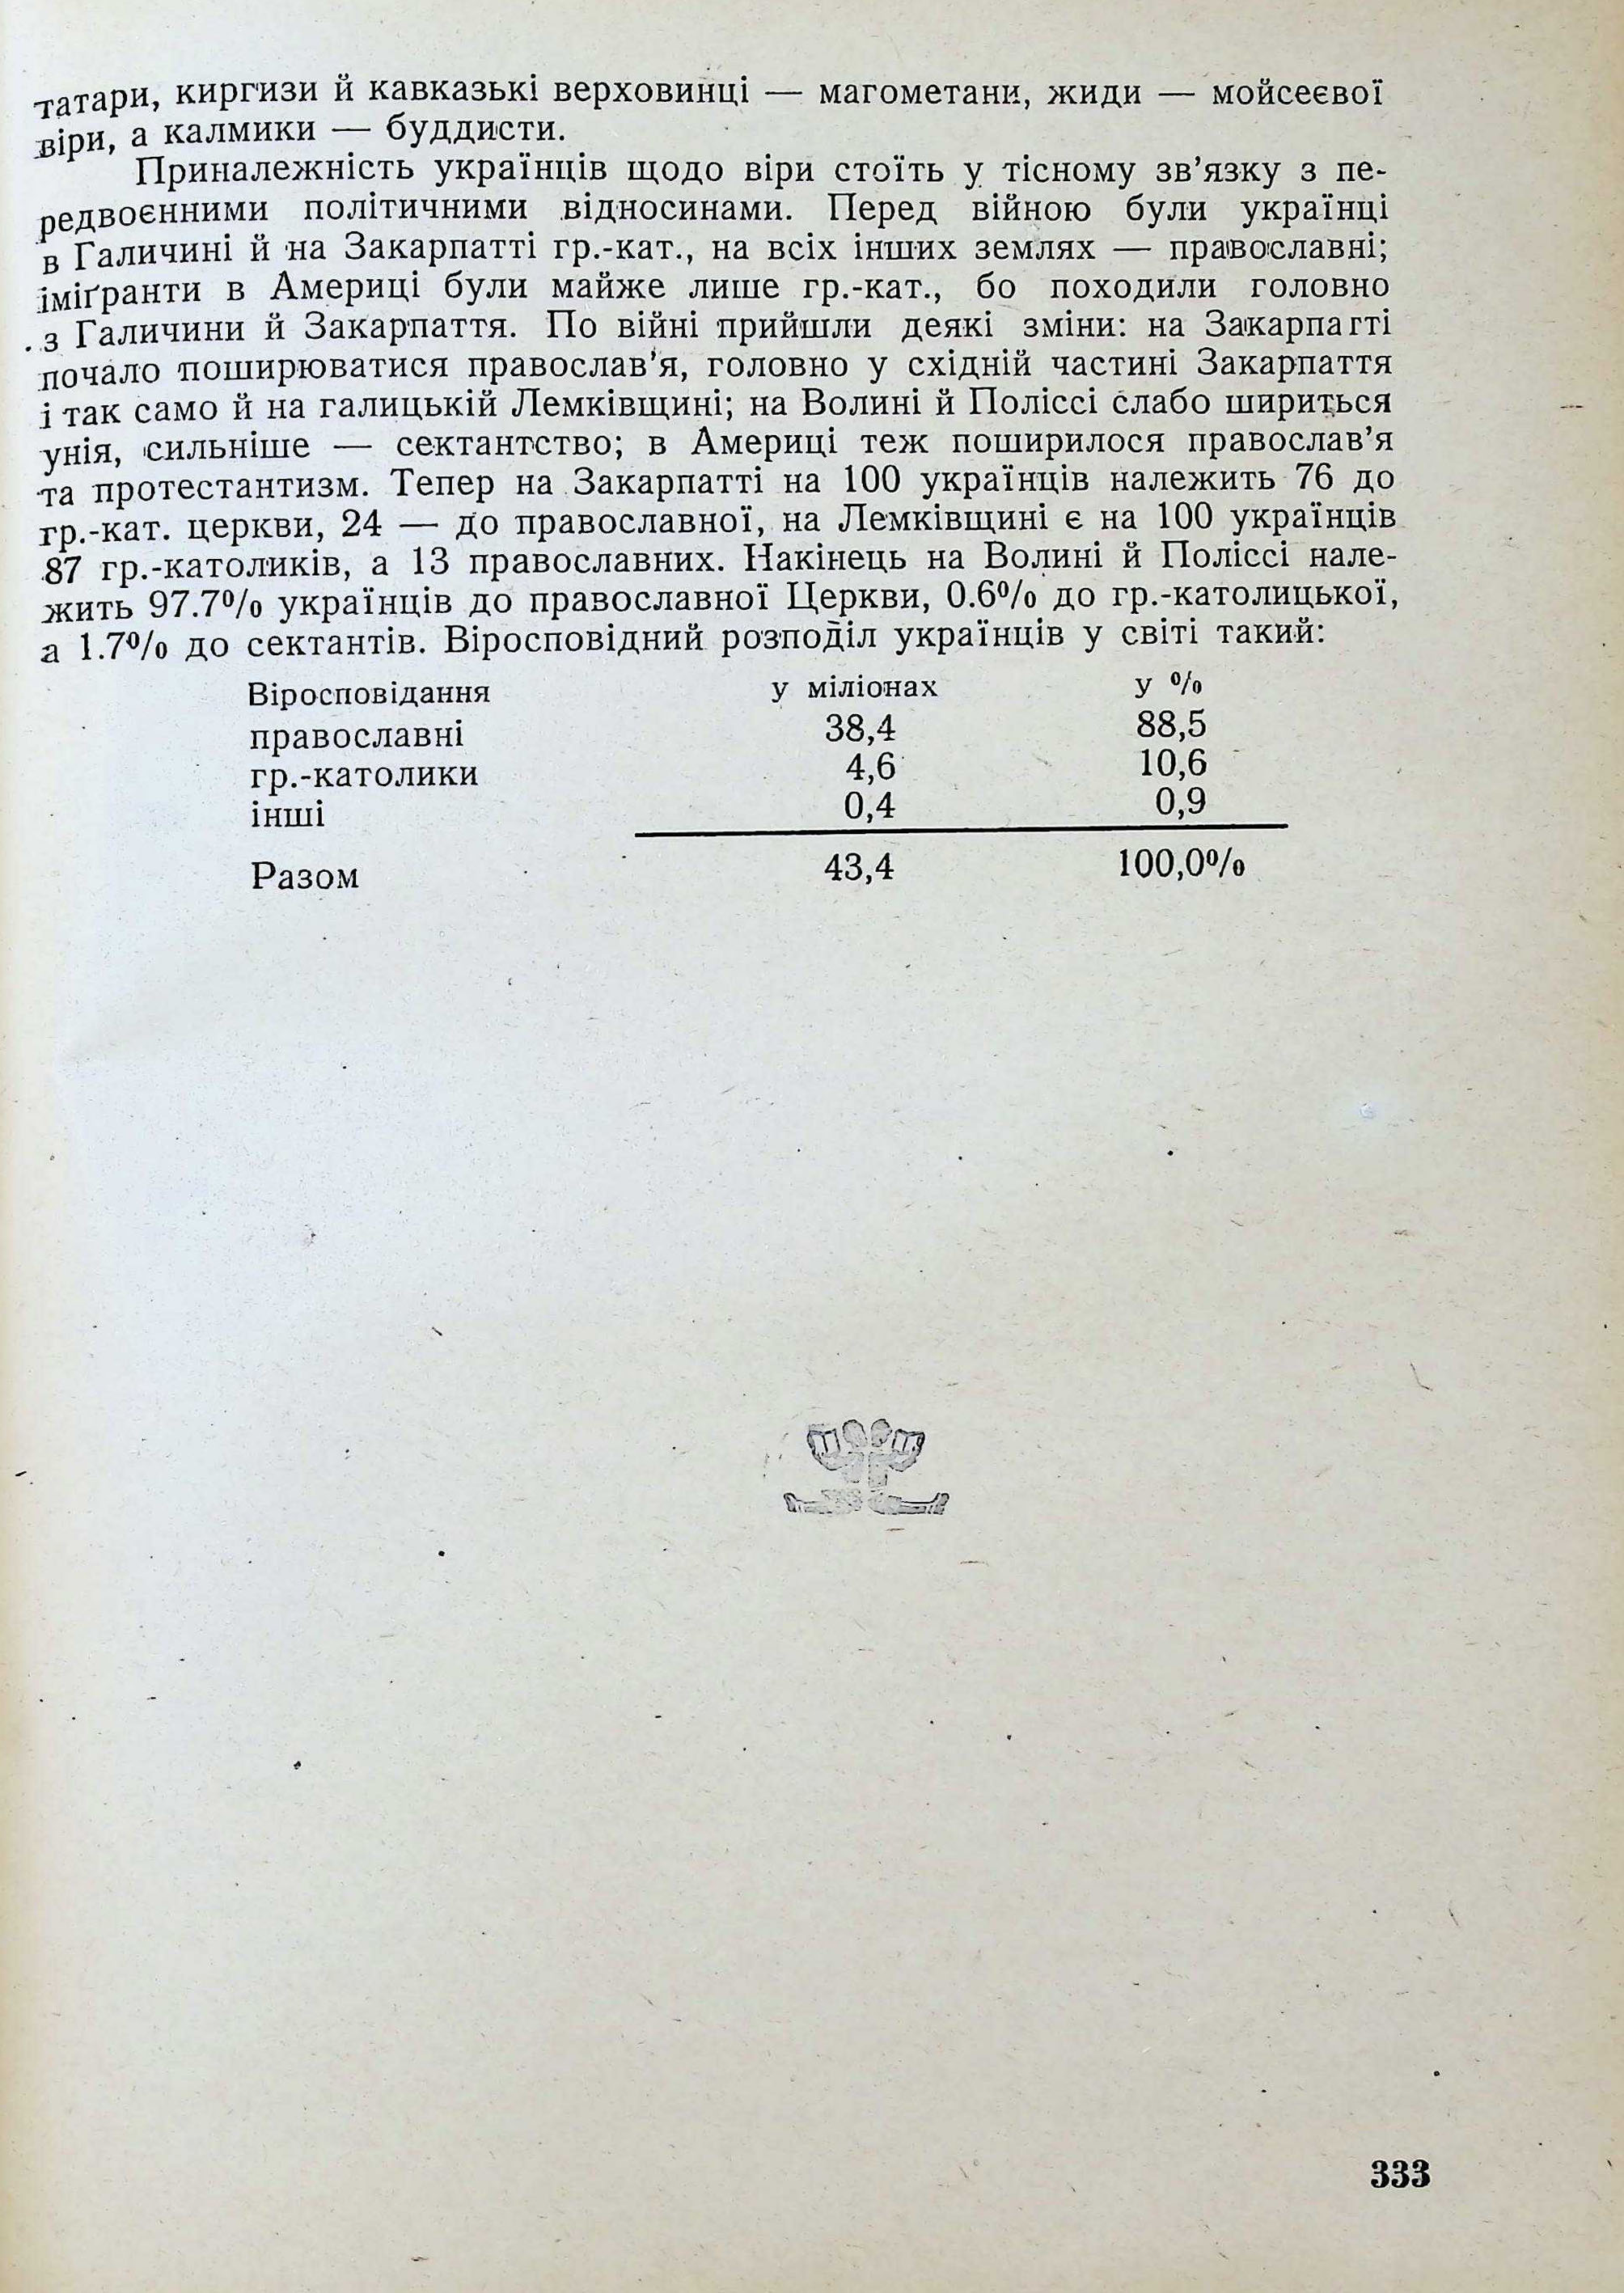 татари, киргизи й кавказькі верховинці — магометани, жиди — мойсеєвої
віри, а калмики — буддисти.
Приналежність українців щодо віри стоїть у тісному зв’язку з пе-
редвоєнними політичними відносинами. Перед війною були українці
в Галичині й на Закарпатті гр.-кат., на всіх інших землях — православні;
іміґранти в Америці були майже лише гр.-кат., бо походили головно
з Галичини й Закарпаття. По війні прийшли деякі зміни: на Закарпатті
почало поширюватися православ’я, головно у східній частині Закарпаття
і так само й на галицькій Лемківщині; на Волині й Поліссі слабо шириться
унія, сильніше — сектантство; в Америці теж поширилося православ’я
та протестантизм. Тепер на Закарпатті на 100 українців належить 76 до
гр.-кат. церкви, 24 — до православної, на Лемківщині є на 100 українців
87 гр.-католиків, а 13 православних. Накінець на Волині й Поліссі нале-
жить 97.7% українців до православної Церкви, 0.6% до гр.-католицької,
а 1.7% до сектантів. Віросповідний розподіл українців у світі такий:
Віросповідання у міліонах у %
православні 38,4 88,5
гр.-католики 4,6 10,6
інші 0,4 0,9
Разом 43,4 100,0%
333